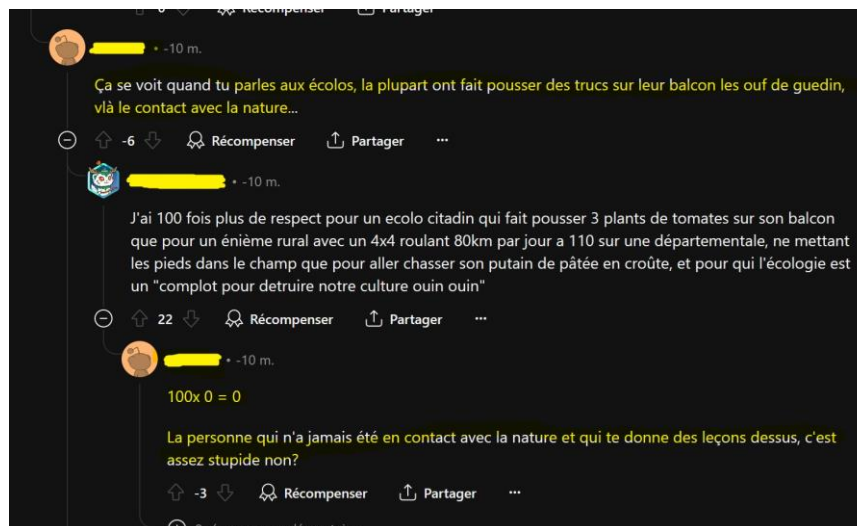 • -10 m.
Ça se voit quand tu parles aux écolos, la plupart ont fait pousser des trucs sur leur balcon les ouf de guedin,
vlà le contact avec la nature...
-6 Récompenser Partager ...
• -10 m.
J'ai 100 fois plus de respect pour un ecolo citadin qui fait pousser 3 plants de tomates sur son balcon
que pour un énième rural avec un 4x4 roulant 80km par jour a 110 sur une départementale, ne mettant
les pieds dans le champ que pour aller chasser son putain de pâtée en croûte, et pour qui l'écologie est
un "complot pour detruire notre culture ouin ouin"
22 Récompenser Partager ...
• -10 m.
100x 0 = 0
La personne qui n'a jamais été en contact avec la nature et qui te donne des leçons dessus, c'est
assez stupide non?
-3 Récompenser Partager ...